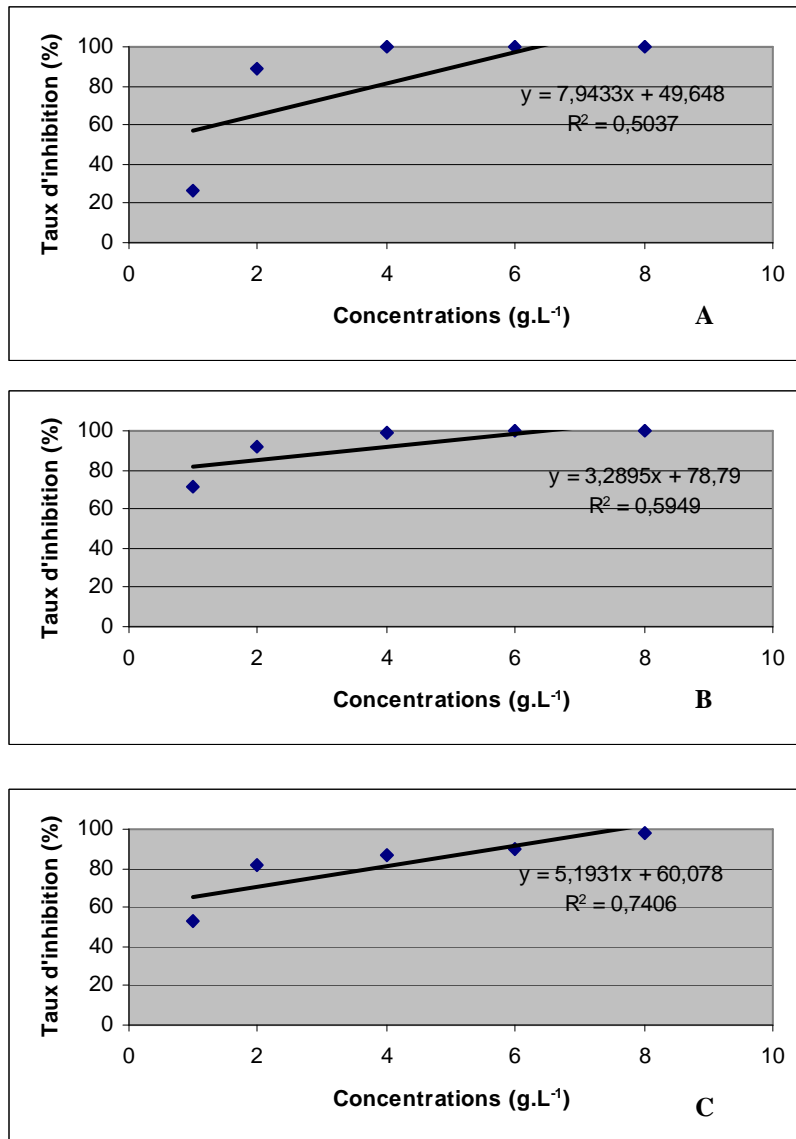 100
80
60
40
20
0
Taux d'inhibition (%)
y = 7,9433x + 49,648
R² = 0,5037
0 2 4 6 8 10
Concentrations (g.L⁻¹) A
100
80
60
40
20
0
Taux d'inhibition (%)
y = 3,2895x + 78,79
R² = 0,5949
0 2 4 6 8 10
Concentrations (g.L⁻¹) B
100
80
60
40
20
0
Taux d'inhibition (%)
y = 5,1931x + 60,078
R² = 0,7406
0 2 4 6 8 10
Concentrations (g.L⁻¹) C